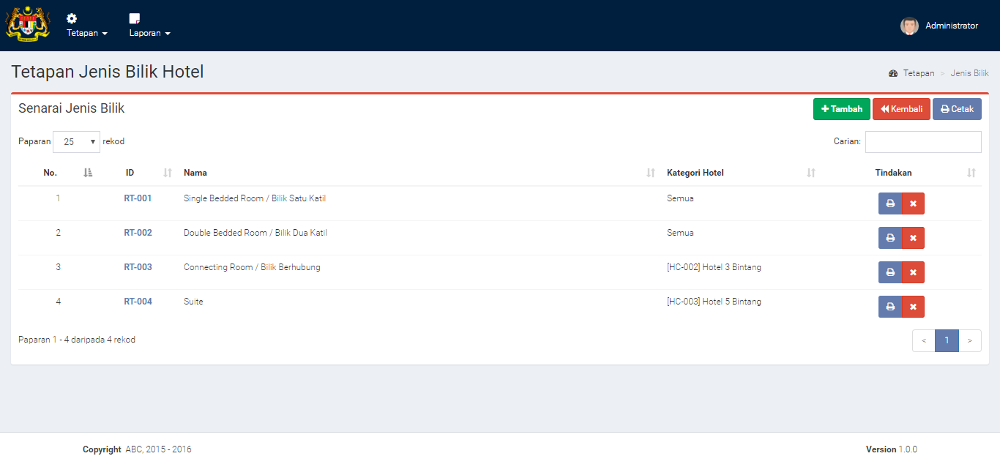 Tetapan
Laporan
Administrator
Tetapan Jenis Bilik Hotel
Tetapan > Jenis Bilik
Senarai Jenis Bilik
Tambah
Kembali
Cetak
Paparan 25 rekod
Carian:
No. ID Nama Kategori Hotel Tindakan
1 RT-001 Single Bedded Room / Bilik Satu Katil Semua
2 RT-002 Double Bedded Room / Bilik Dua Katil Semua
3 RT-003 Connecting Room / Bilik Berhubung [HC-002] Hotel 3 Bintang
4 RT-004 Suite [HC-003] Hotel 5 Bintang
Paparan 1 - 4 daripada 4 rekod
< 1 >
Copyright ABC, 2015 - 2016
Version 1.0.0